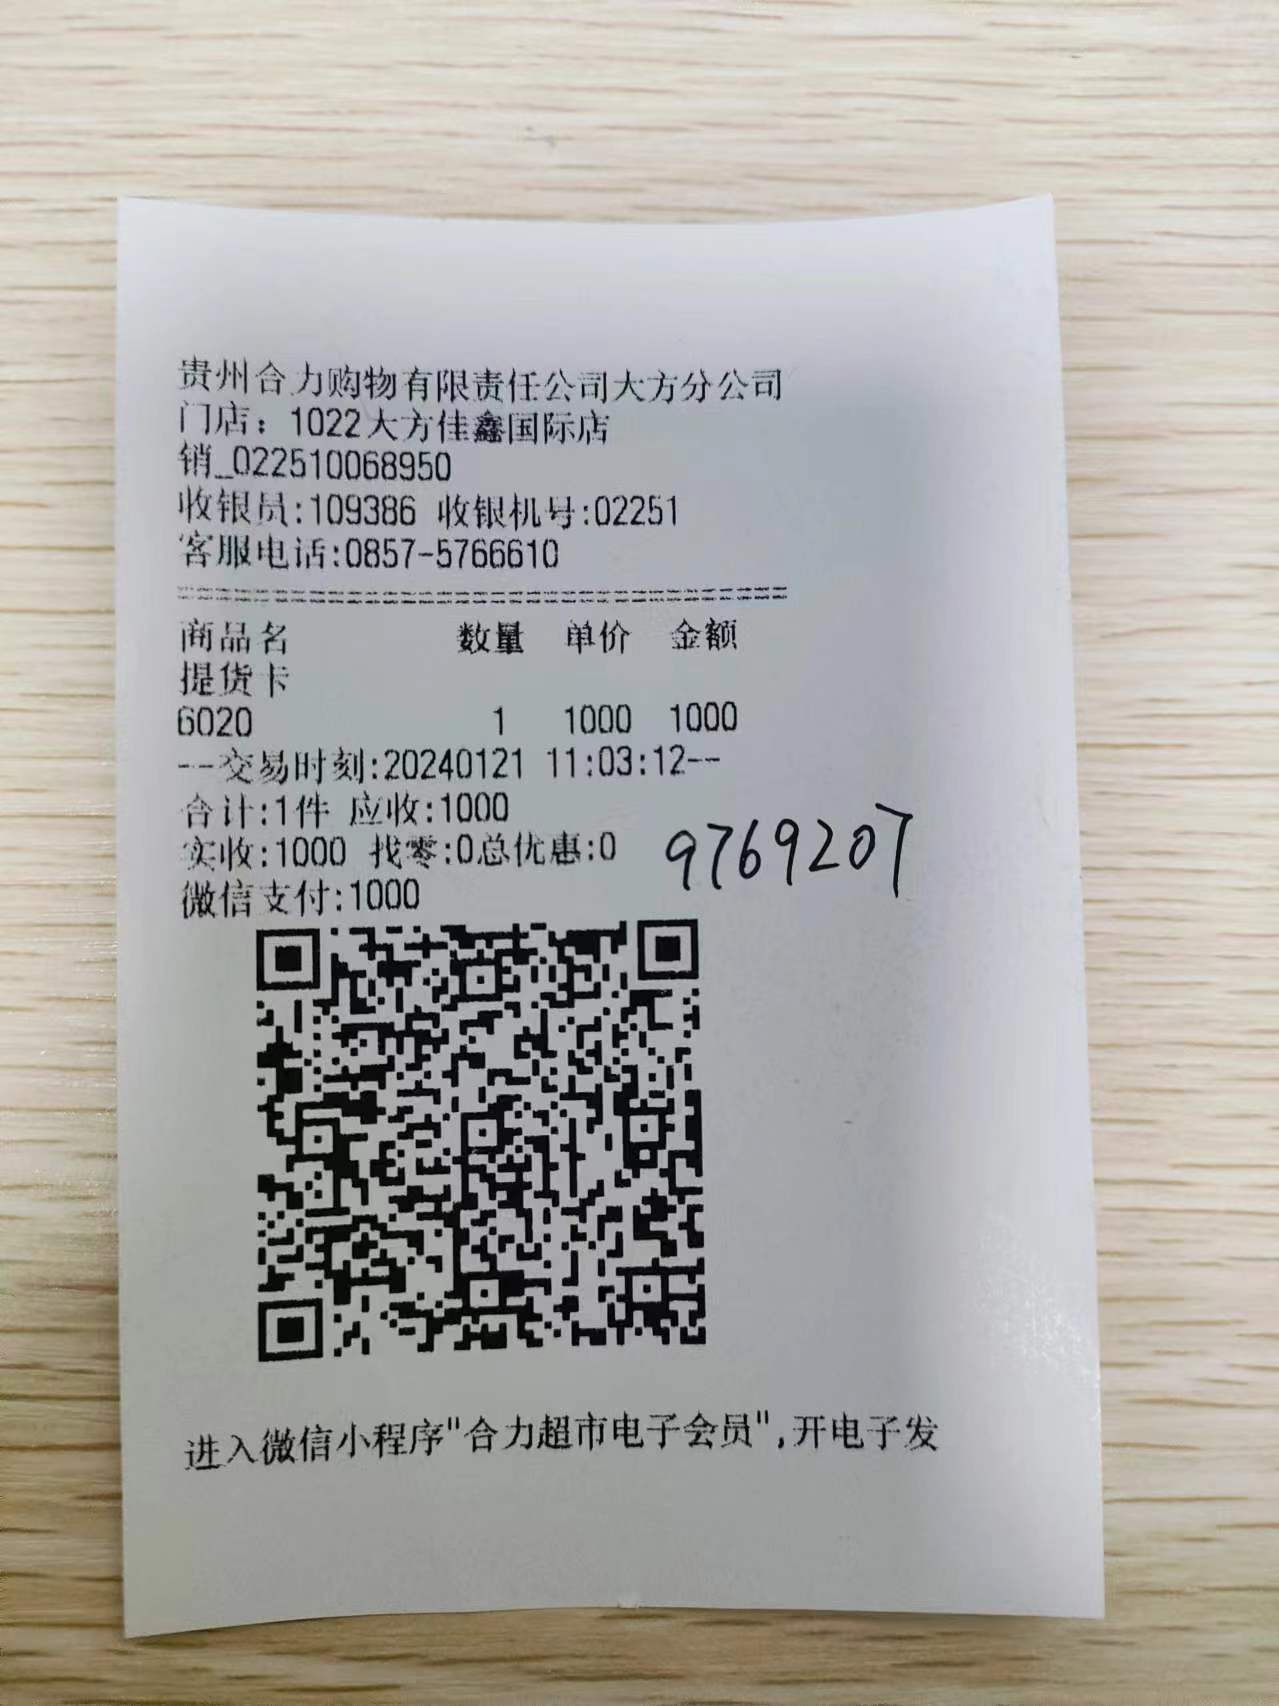 贵州合力购物有限责任公司大方分公司
门店：1022大方佳鑫国际店
销_022510068950
收银员:109386 收银机号:02251
客服电话:0857-5766610
商品名 数量 单价 金额
提货卡
6020 1 1000 1000
--交易时刻:20240121 11:03:12--
合计:1件 应收:1000
实收:1000 找零:0总优惠:0
9769207
微信支付:1000
进入微信小程序"合力超市电子会员",开电子发